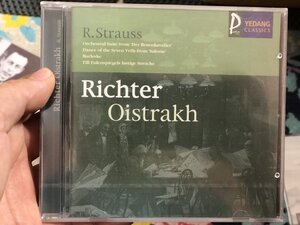 R.Strauss
YEDANG
CLASSICS
Orchestral Suite from 'Der Rosenkavalier'
Dance of the Seven Veils from 'Salome'
Burleske
Till Eulenspiegels lustige Streiche
Richter
Oistrakh
Richter Oistrakh R. Strauss